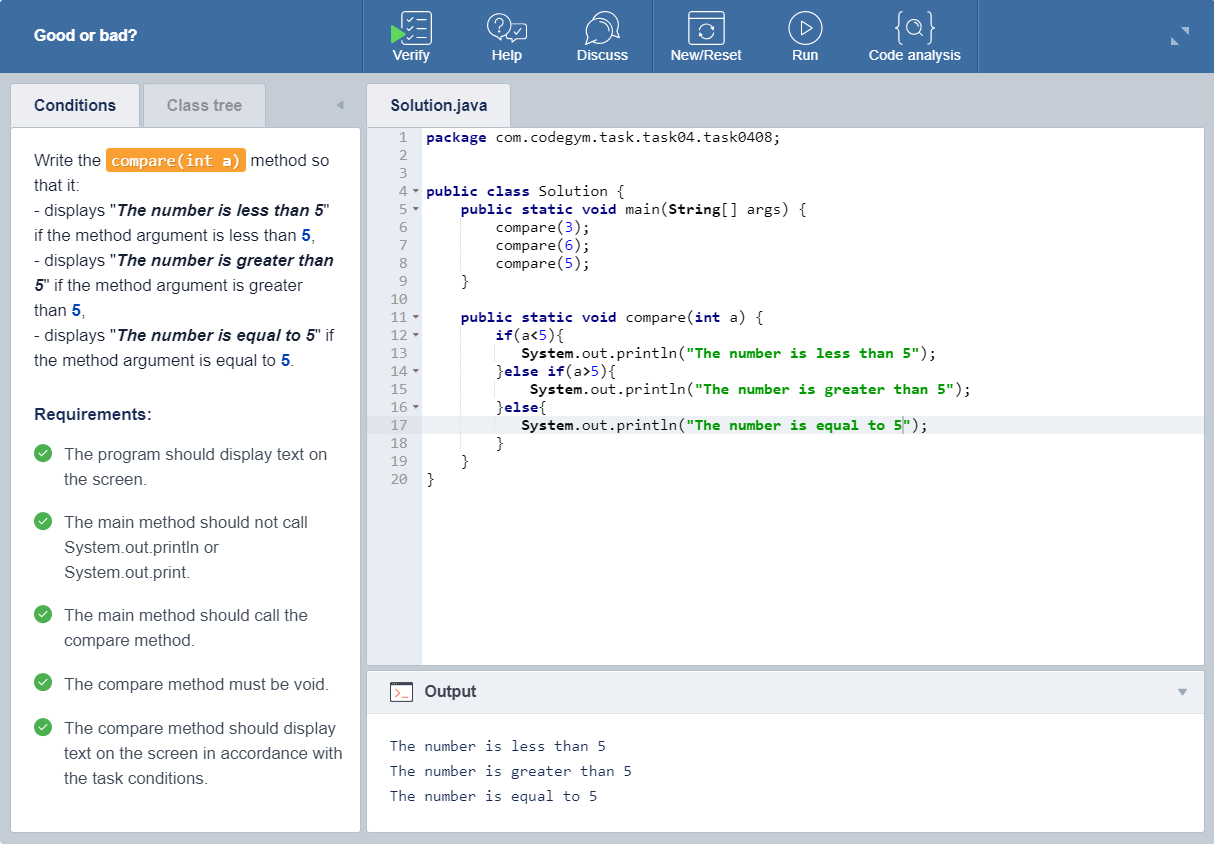 Good or bad?
Verify
Help
Discuss
New/Reset
Run
Code analysis
Conditions
Class tree
Write the compare(int a) method so
that it:
- displays "The number is less than 5"
if the method argument is less than 5,
- displays "The number is greater than
5" if the method argument is greater
than 5,
- displays "The number is equal to 5" if
the method argument is equal to 5.
Requirements:
The program should display text on
the screen.
The main method should not call
System.out.println or
System.out.print.
The main method should call the
compare method.
The compare method must be void.
The compare method should display
text on the screen in accordance with
the task conditions.
Solution.java
1 package com.codegym.task.task04.task0408;
2
3
4 public class Solution {
5     public static void main(String[] args) {
6         compare(3);
7         compare(6);
8         compare(5);
9     }
10
11     public static void compare(int a) {
12         if(a<5){
13            System.out.println("The number is less than 5");
14         }else if(a>5){
15             System.out.println("The number is greater than 5");
16         }else{
17            System.out.println("The number is equal to 5");
18         }
19     }
20 }
Output
The number is less than 5
The number is greater than 5
The number is equal to 5